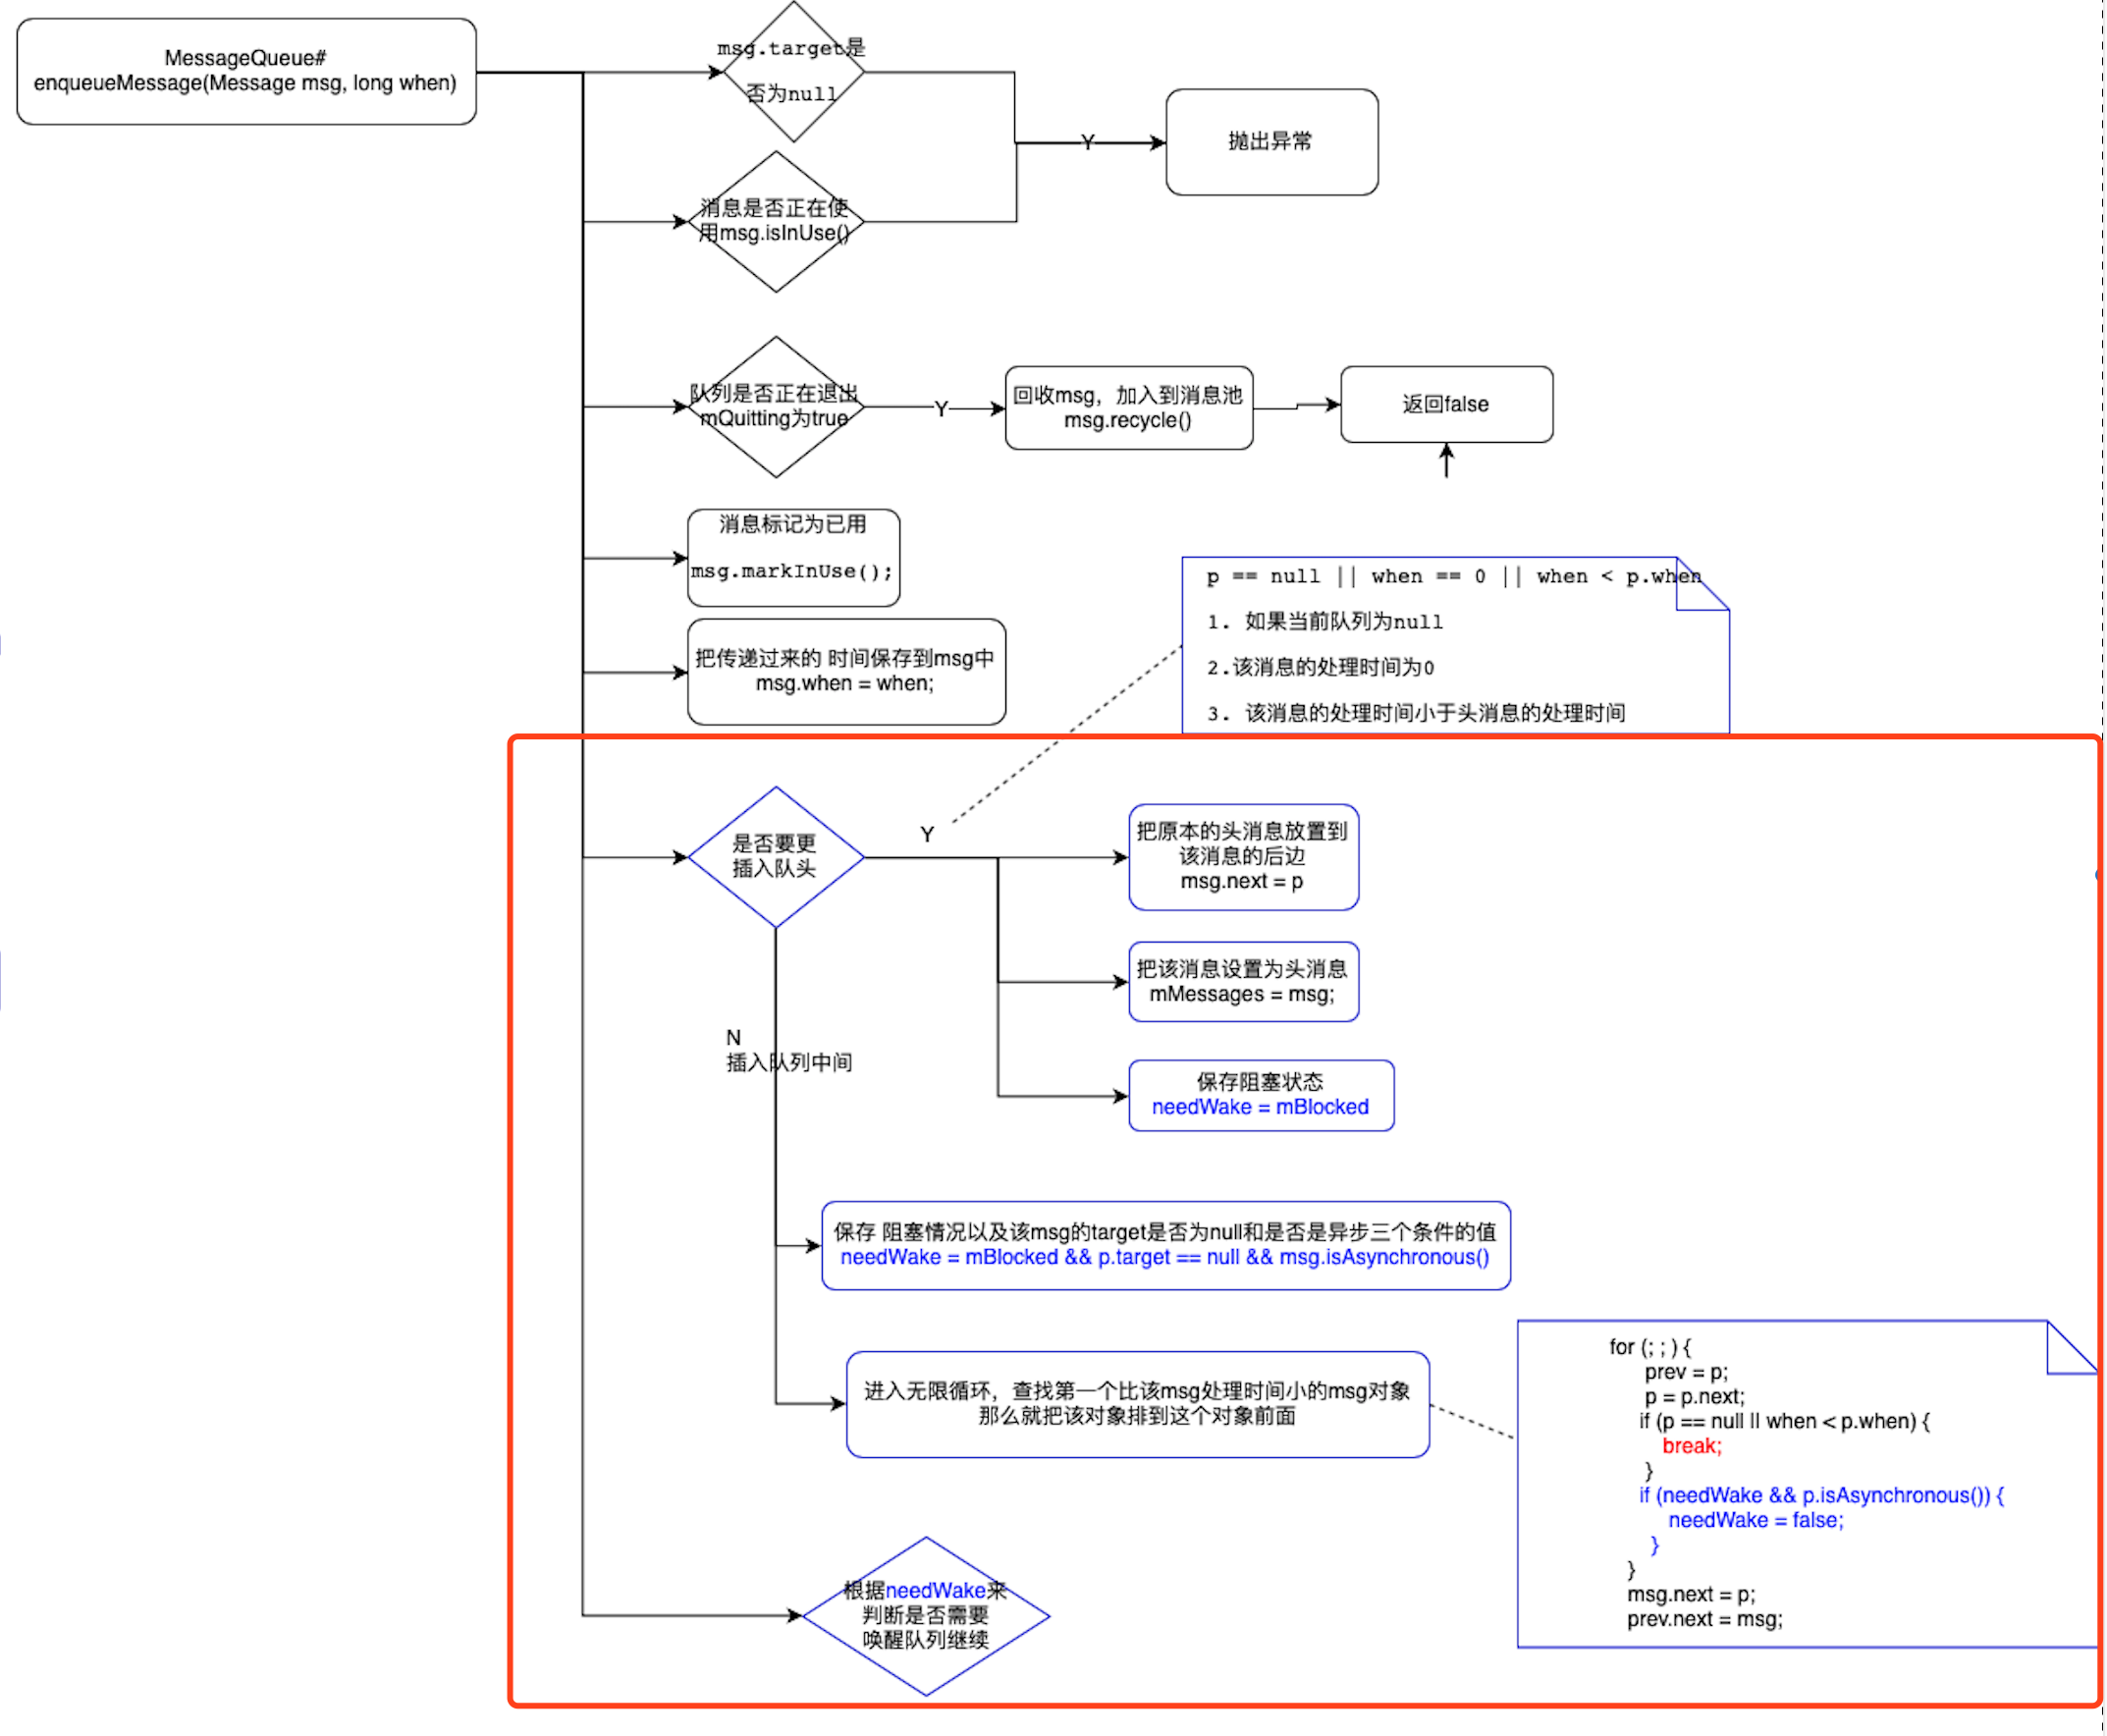 MessageQueue#
enqueueMessage(Message msg, long when)
msg.target是
否为null
Y
抛出异常
消息是否正在使
用msg.isInUse()
队列是否正在退出
mQuitting为true
Y
回收msg，加入到消息池
msg.recycle()
返回false
消息标记为已用
msg.markInUse();
把传递过来的 时间保存到msg中
msg.when = when;
p == null || when == 0 || when < p.when
1. 如果当前队列为null
2.该消息的处理时间为0
3. 该消息的处理时间小于头消息的处理时间
是否要更
插入队头
Y
把原本的头消息放置到
该消息的后边
msg.next = p
把该消息设置为头消息
mMessages = msg;
N
插入队列中间
保存阻塞状态
needWake = mBlocked
保存 阻塞情况以及该msg的target是否为null和是否是异步三个条件的值
needWake = mBlocked && p.target == null && msg.isAsynchronous()
进入无限循环，查找第一个比该msg处理时间小的msg对象
那么就把该对象排到这个对象前面
for (; ; ) {
prev = p;
p = p.next;
if (p == null || when < p.when) {
break;
}
if (needWake && p.isAsynchronous()) {
needWake = false;
}
}
msg.next = p;
prev.next = msg;
根据needWake来
判断是否需要
唤醒队列继续